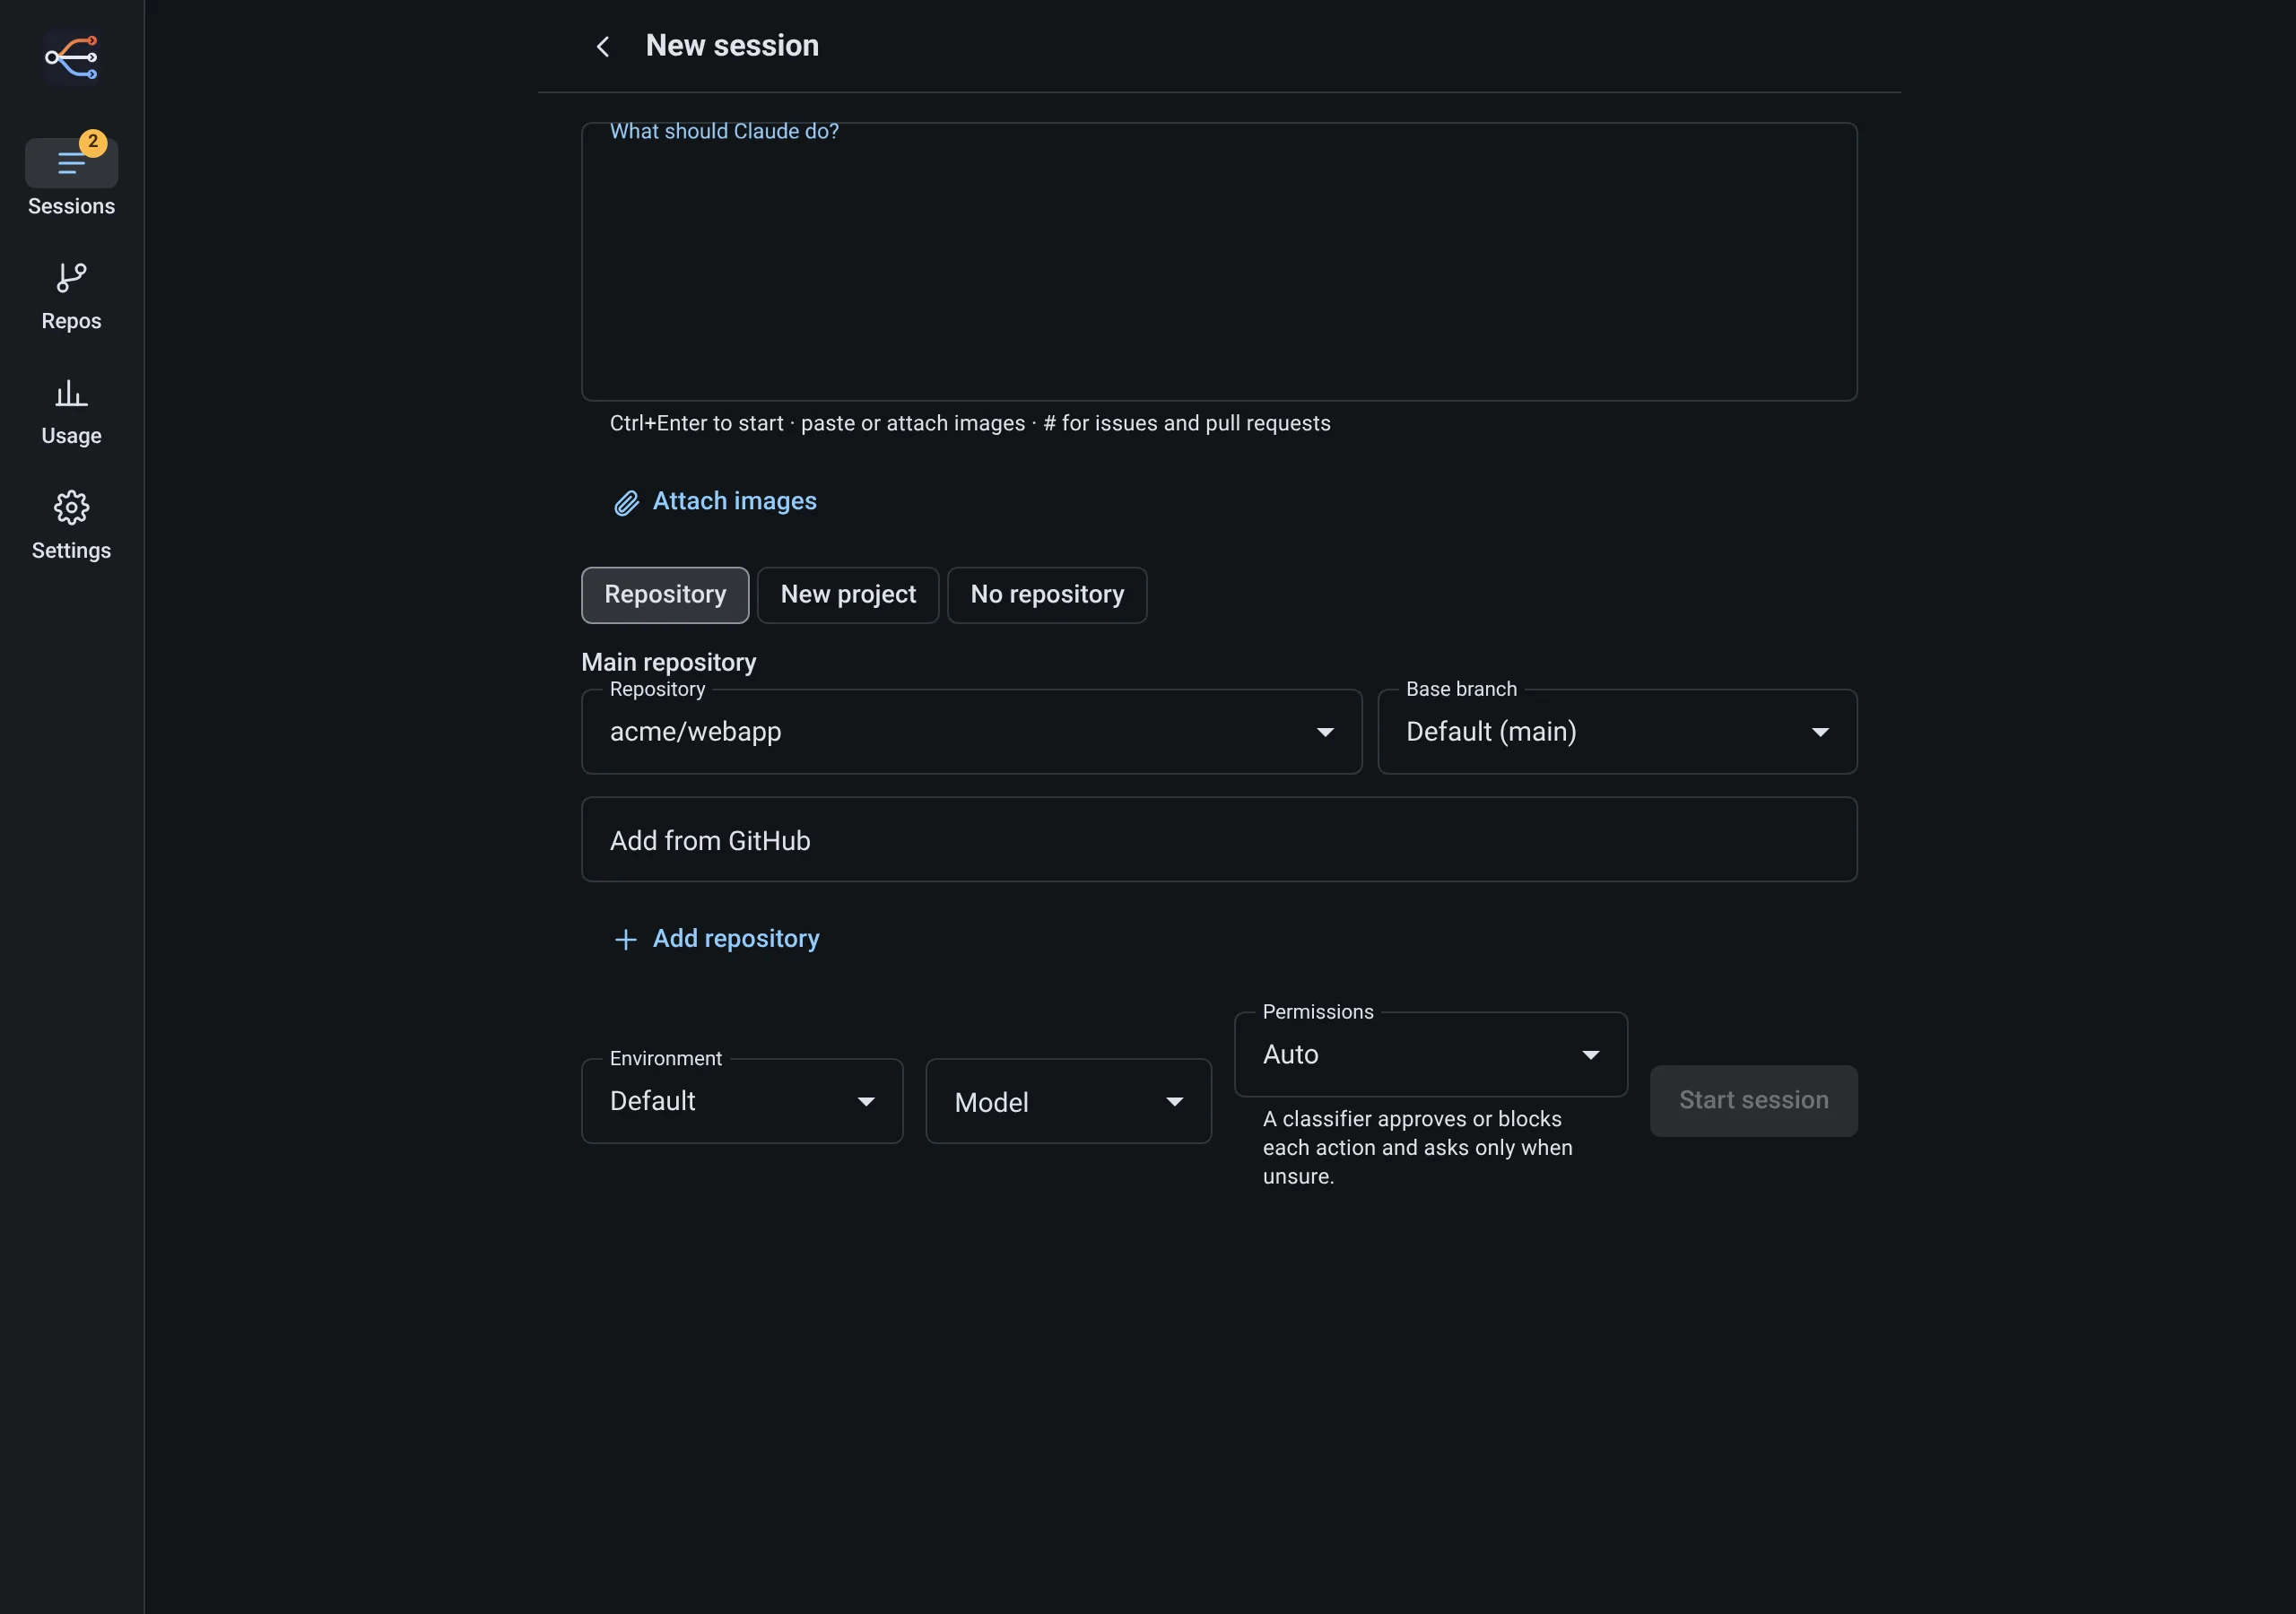 New session
2
Sessions
Repos
Usage
Settings
What should Claude do?
Ctrl+Enter to start · paste or attach images · # for issues and pull requests
Attach images
Repository
New project
No repository
Main repository
Repository
acme/webapp
Base branch
Default (main)
Add from GitHub
Add repository
Environment
Default
Model
Permissions
Auto
A classifier approves or blocks
each action and asks only when
unsure.
Start session